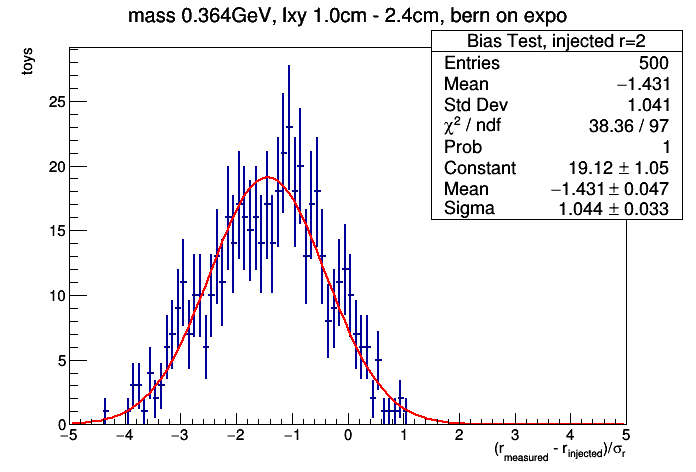 mass 0.364GeV, lxy 1.0cm - 2.4cm, bern on expo
toys
Bias Test, injected r=2
Entries 500
Mean −1.431
Std Dev 1.041
χ² / ndf 38.36 / 97
Prob 1
Constant 19.12 ± 1.05
Mean −1.431 ± 0.047
Sigma 1.044 ± 0.033
25
20
15
10
5
0
−5 −4 −3 −2 −1 0 1 2 3 4 5
(r_measured - r_injected)/σ_r